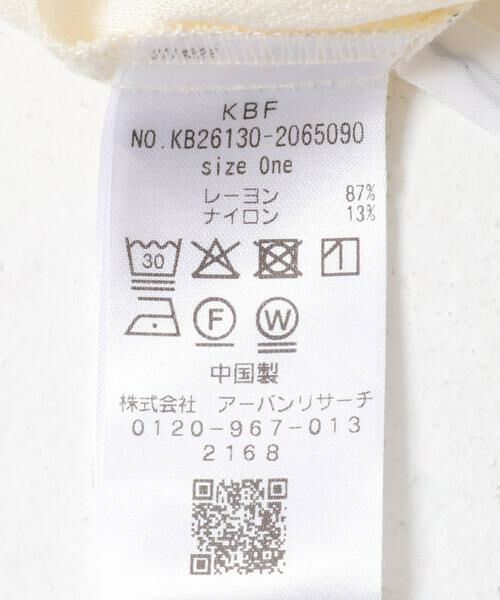 KBF
NO.KB26130-2065090
size One
レーヨン 87%
ナイロン 13%
30
F W
中国製
株式会社 アーバンリサーチ
0120-967-013
2168